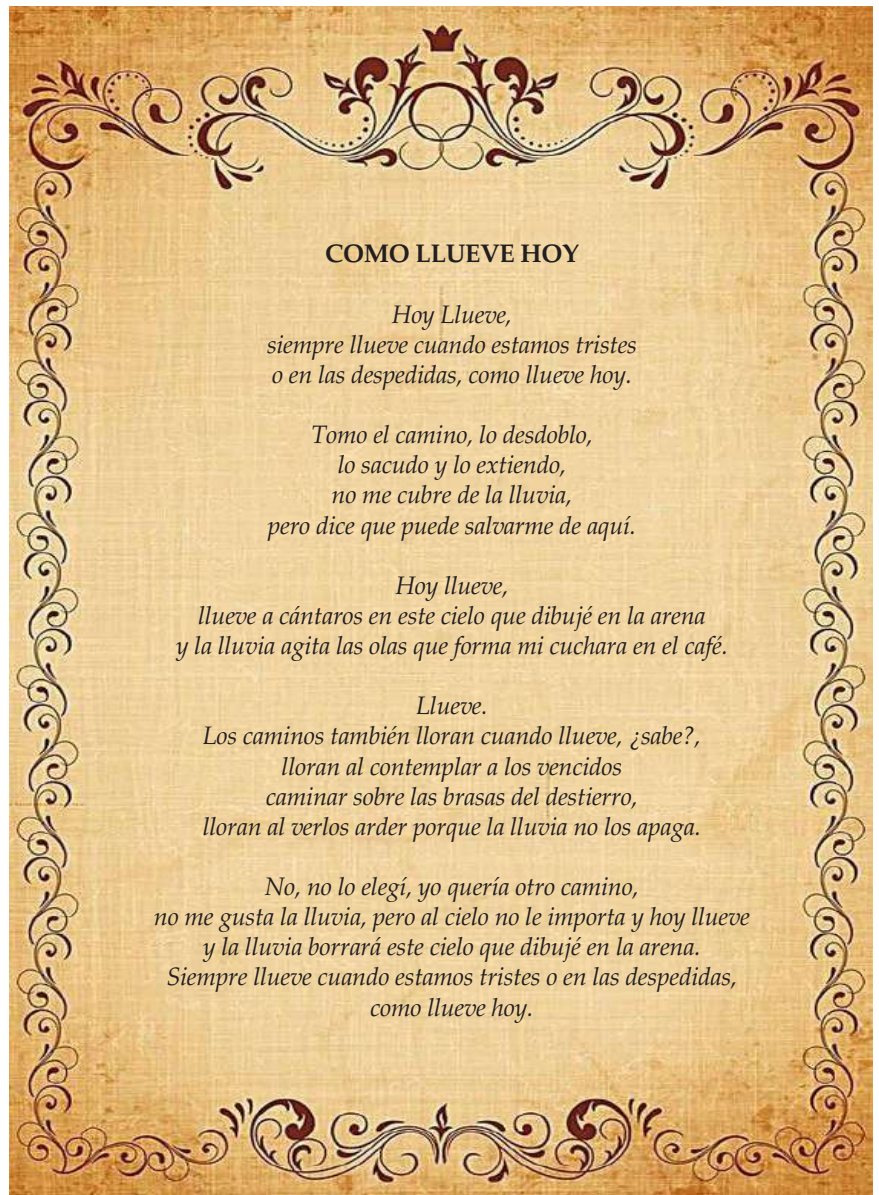 COMO LLUEVE HOY
Hoy Llueve,
siempre llueve cuando estamos tristes
o en las despedidas, como llueve hoy.
Tomo el camino, lo desdoblo,
lo sacudo y lo extiendo,
no me cubre de la lluvia,
pero dice que puede salvarme de aquí.
Hoy llueve,
llueve a cántaros en este cielo que dibujé en la arena
y la lluvia agita las olas que forma mi cuchara en el café.
Llueve.
Los caminos también lloran cuando llueve, ¿sabe?,
lloran al contemplar a los vencidos
caminar sobre las brasas del destierro,
lloran al verlos arder porque la lluvia no los apaga.
No, no lo elegí, yo quería otro camino,
no me gusta la lluvia, pero al cielo no le importa y hoy llueve
y la lluvia borrará este cielo que dibujé en la arena.
Siempre llueve cuando estamos tristes o en las despedidas,
como llueve hoy.